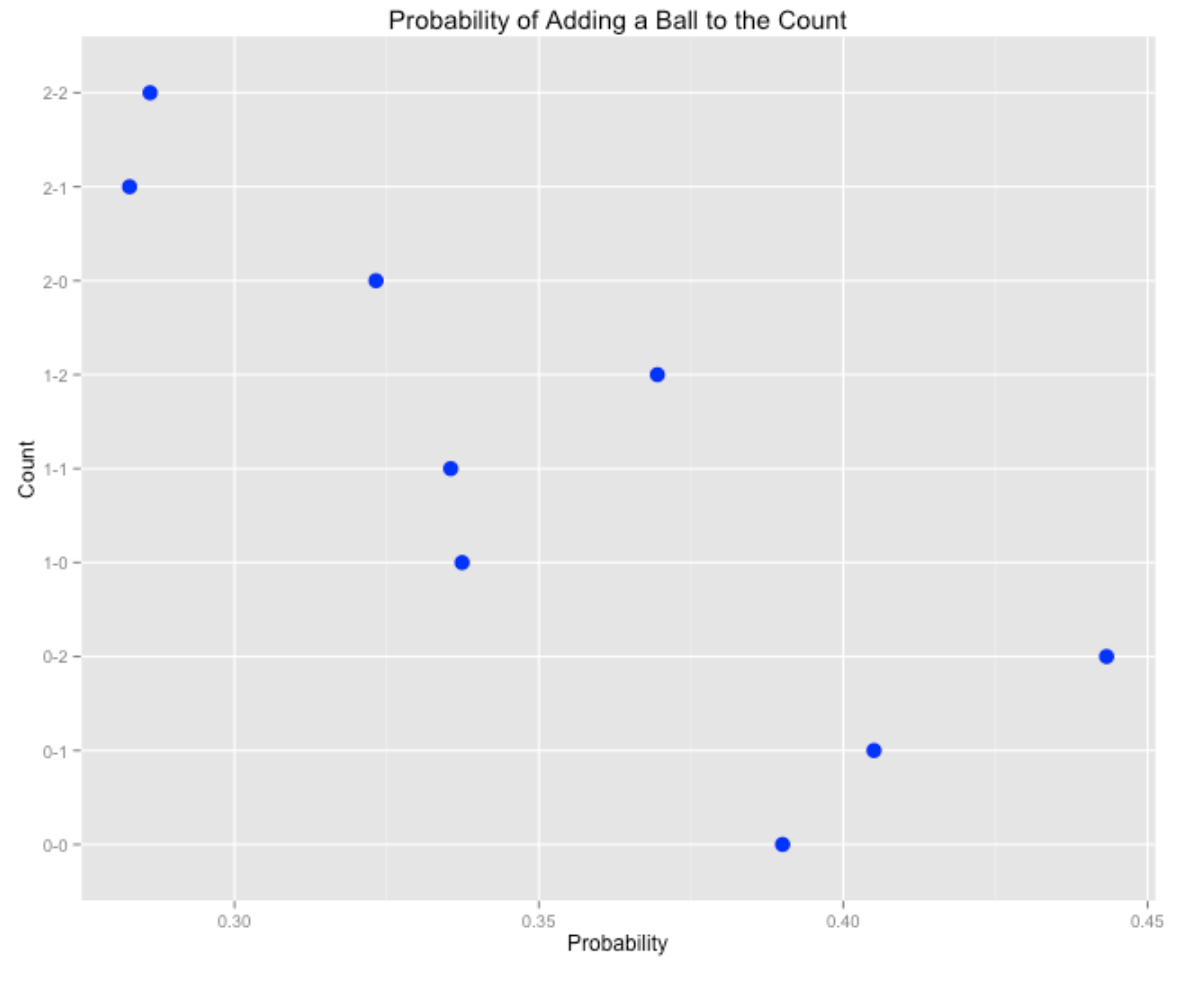 Probability of Adding a Ball to the Count
2-2
2-1
2-0
1-2
1-1
1-0
0-2
0-1
0-0
Count
0.30 0.35 0.40 0.45
Probability